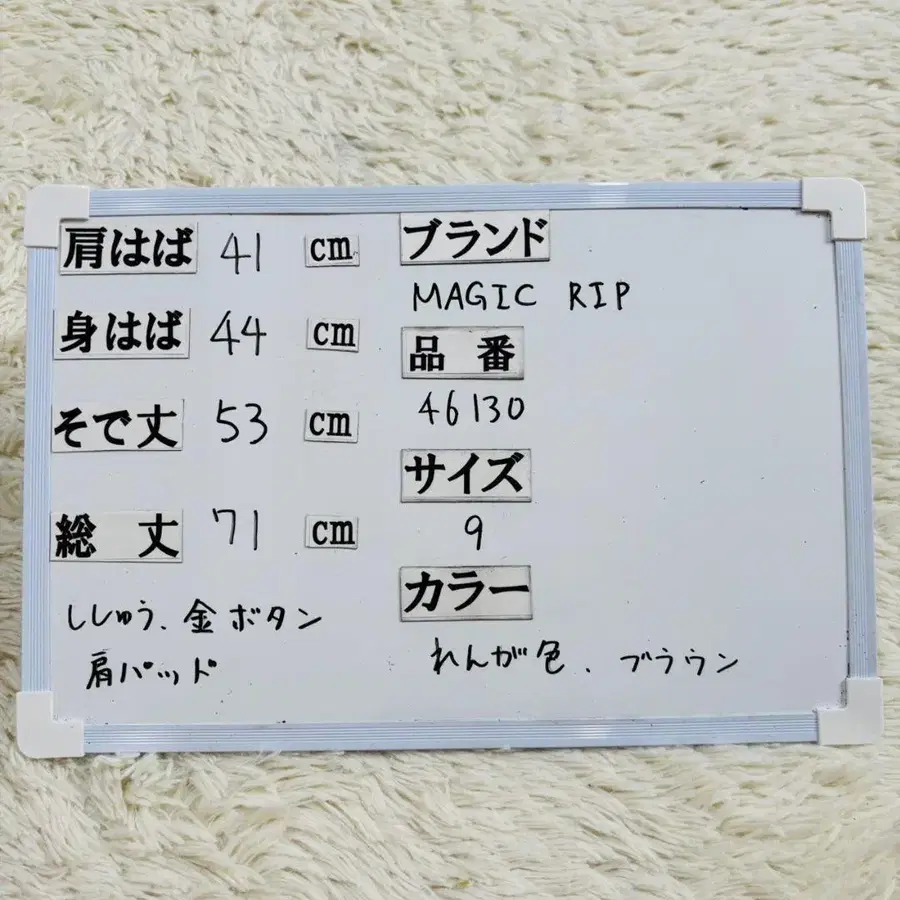 肩はば 41 cm
身はば 44 cm
そで丈 53 cm
総 丈 71 cm
ししゅう、金ボタン
肩パッド
ブランド
MAGIC RIP
品 番
46130
サイズ
9
カラー
れんが色、ブラウン